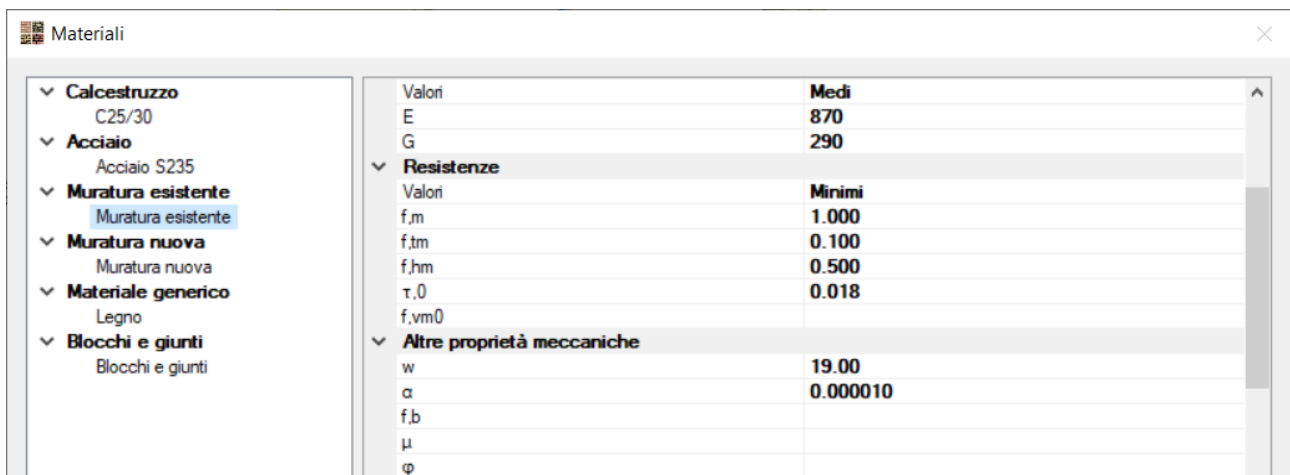 Materiali
Calcestruzzo
C25/30
Acciaio
Acciaio S235
Muratura esistente
Muratura esistente
Muratura nuova
Muratura nuova
Materiale generico
Legno
Blocchi e giunti
Blocchi e giunti
Valori Medi
E 870
G 290
Resistenze
Valori Minimi
f,m 1.000
f,tm 0.100
f,hm 0.500
τ,0 0.018
f,vm0
Altre proprietà meccaniche
w 19.00
α 0.000010
f,b
μ
φ